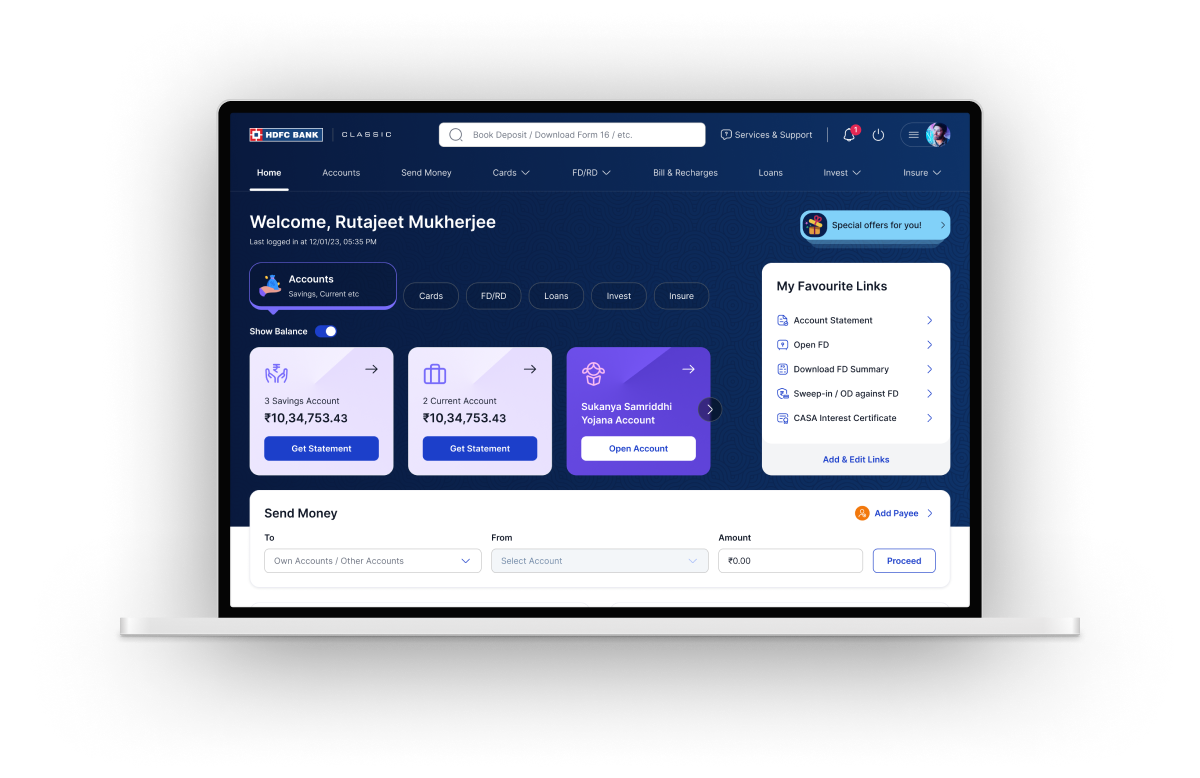 HDFC BANK
CLASSIC
Book Deposit / Download Form 16 / etc.
Services & Support
1
Home
Accounts
Send Money
Cards
FD/RD
Bill & Recharges
Loans
Invest
Insure
Welcome, Rutajeet Mukherjee
Last logged in at 12/01/23, 05:35 PM
Special offers for you!
Accounts
Savings, Current etc
Cards
FD/RD
Loans
Invest
Insure
Show Balance
3 Savings Account
₹10,34,753.43
Get Statement
2 Current Account
₹10,34,753.43
Get Statement
Sukanya Samriddhi
Yojana Account
Open Account
My Favourite Links
Account Statement
Open FD
Download FD Summary
Sweep-in / OD against FD
CASA Interest Certificate
Add & Edit Links
Send Money
Add Payee
To
Own Accounts / Other Accounts
From
Select Account
Amount
₹0.00
Proceed